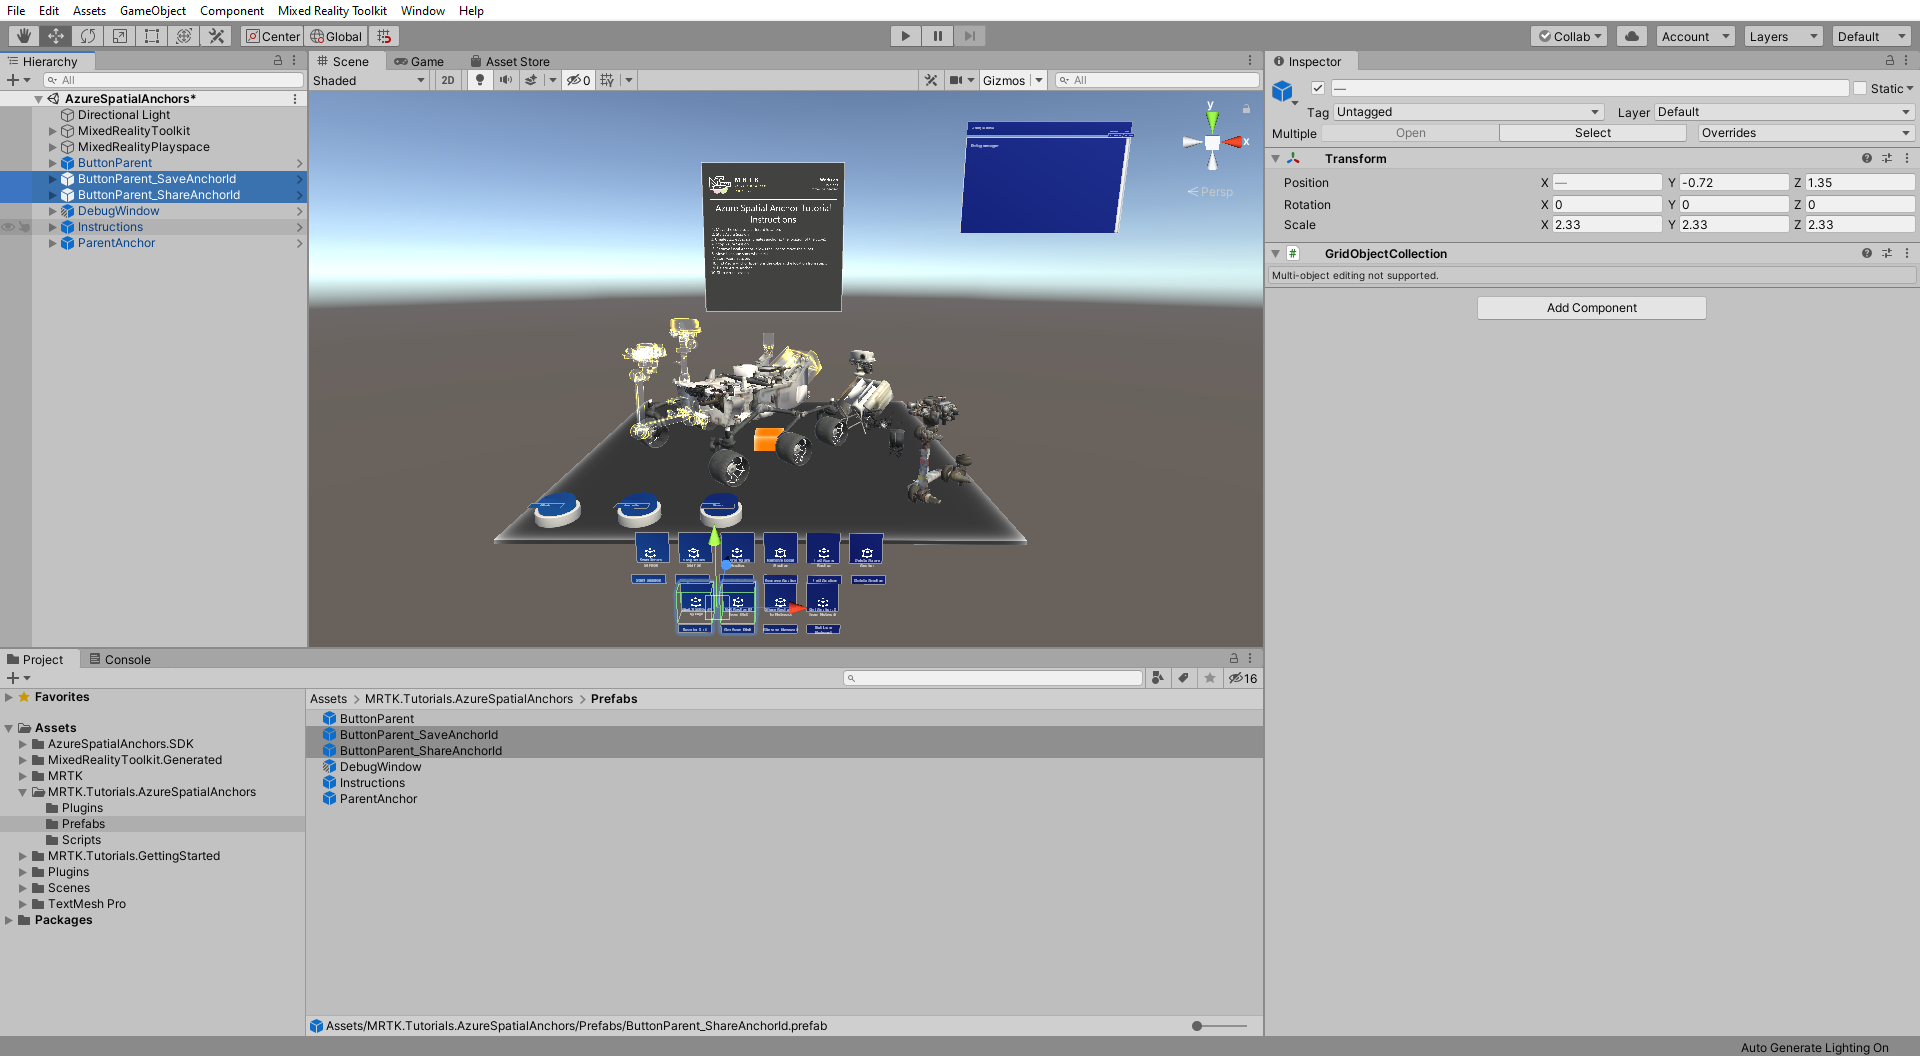 File Edit Assets GameObject Component Mixed Reality Toolkit Window Help
Center Global Collab Account Layers Default
Hierarchy
All
AzureSpatialAnchors*
Directional Light
MixedRealityToolkit
MixedRealityPlayspace
ButtonParent
ButtonParent_SaveAnchorId
ButtonParent_ShareAnchorId
DebugWindow
Instructions
ParentAnchor
Scene Game Asset Store
Shaded 2D 0 Gizmos All
y
x
Persp
MRTK
Azure Spatial Anchor Tutorial
Instructions
Inspector
—
Static
Tag Untagged Layer Default
Multiple Open Select Overrides
Transform
Position X — Y -0.72 Z 1.35
Rotation X 0 Y 0 Z 0
Scale X 2.33 Y 2.33 Z 2.33
GridObjectCollection
Multi-object editing not supported.
Add Component
Project Console
16
Favorites
Assets
AzureSpatialAnchors.SDK
MixedRealityToolkit.Generated
MRTK
MRTK.Tutorials.AzureSpatialAnchors
Plugins
Prefabs
Scripts
MRTK.Tutorials.GettingStarted
Plugins
Scenes
TextMesh Pro
Packages
Assets > MRTK.Tutorials.AzureSpatialAnchors > Prefabs
ButtonParent
ButtonParent_SaveAnchorId
ButtonParent_ShareAnchorId
DebugWindow
Instructions
ParentAnchor
Assets/MRTK.Tutorials.AzureSpatialAnchors/Prefabs/ButtonParent_ShareAnchorId.prefab
Auto Generate Lighting On